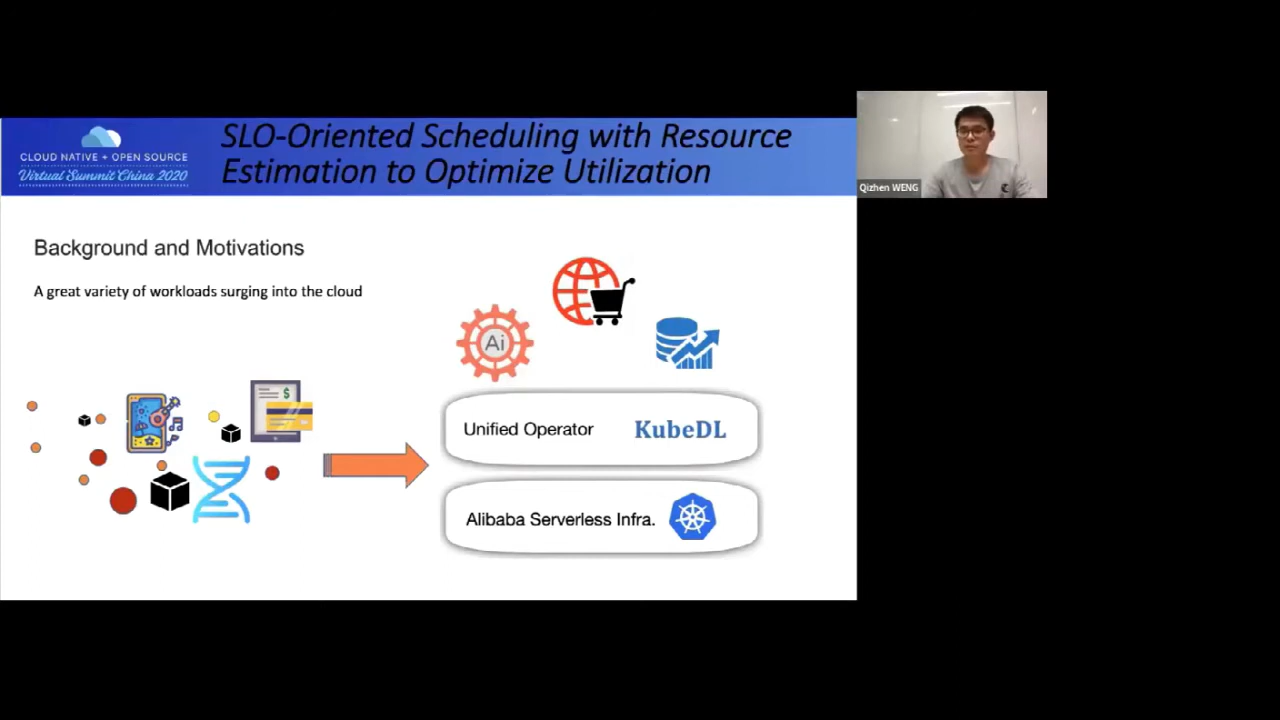 CLOUD NATIVE + OPEN SOURCE
Virtual Summit China 2020
SLO-Oriented Scheduling with Resource
Estimation to Optimize Utilization
Qizhen WENG
Background and Motivations
A great variety of workloads surging into the cloud
Ai
$
Unified Operator KubeDL
Alibaba Serverless Infra.